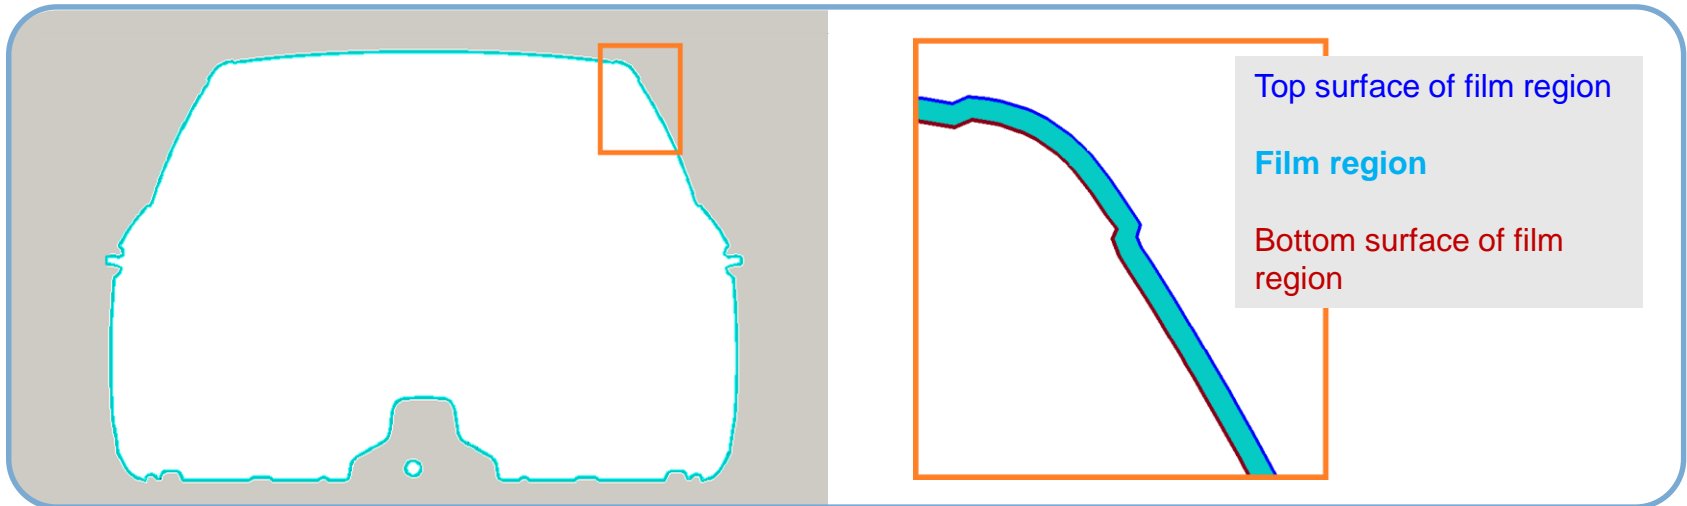 Top surface of film region
Film region
Bottom surface of film
region